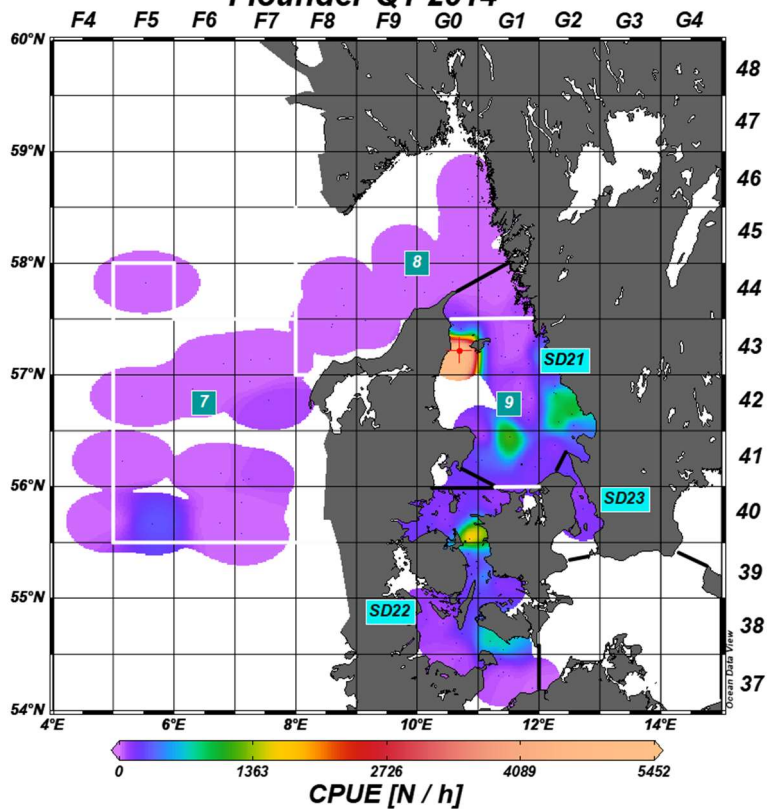 Flounder Q1 2014
F4 F5 F6 F7 F8 F9 G0 G1 G2 G3 G4
60°N
48
47
59°N
46
45
58°N
8
44
43
SD21
57°N
7
9
42
41
56°N
SD23
40
39
55°N
SD22
38
37
54°N
4°E 6°E 8°E 10°E 12°E 14°E
Ocean Data View
0 1363 2726 4089 5452
CPUE [N / h]